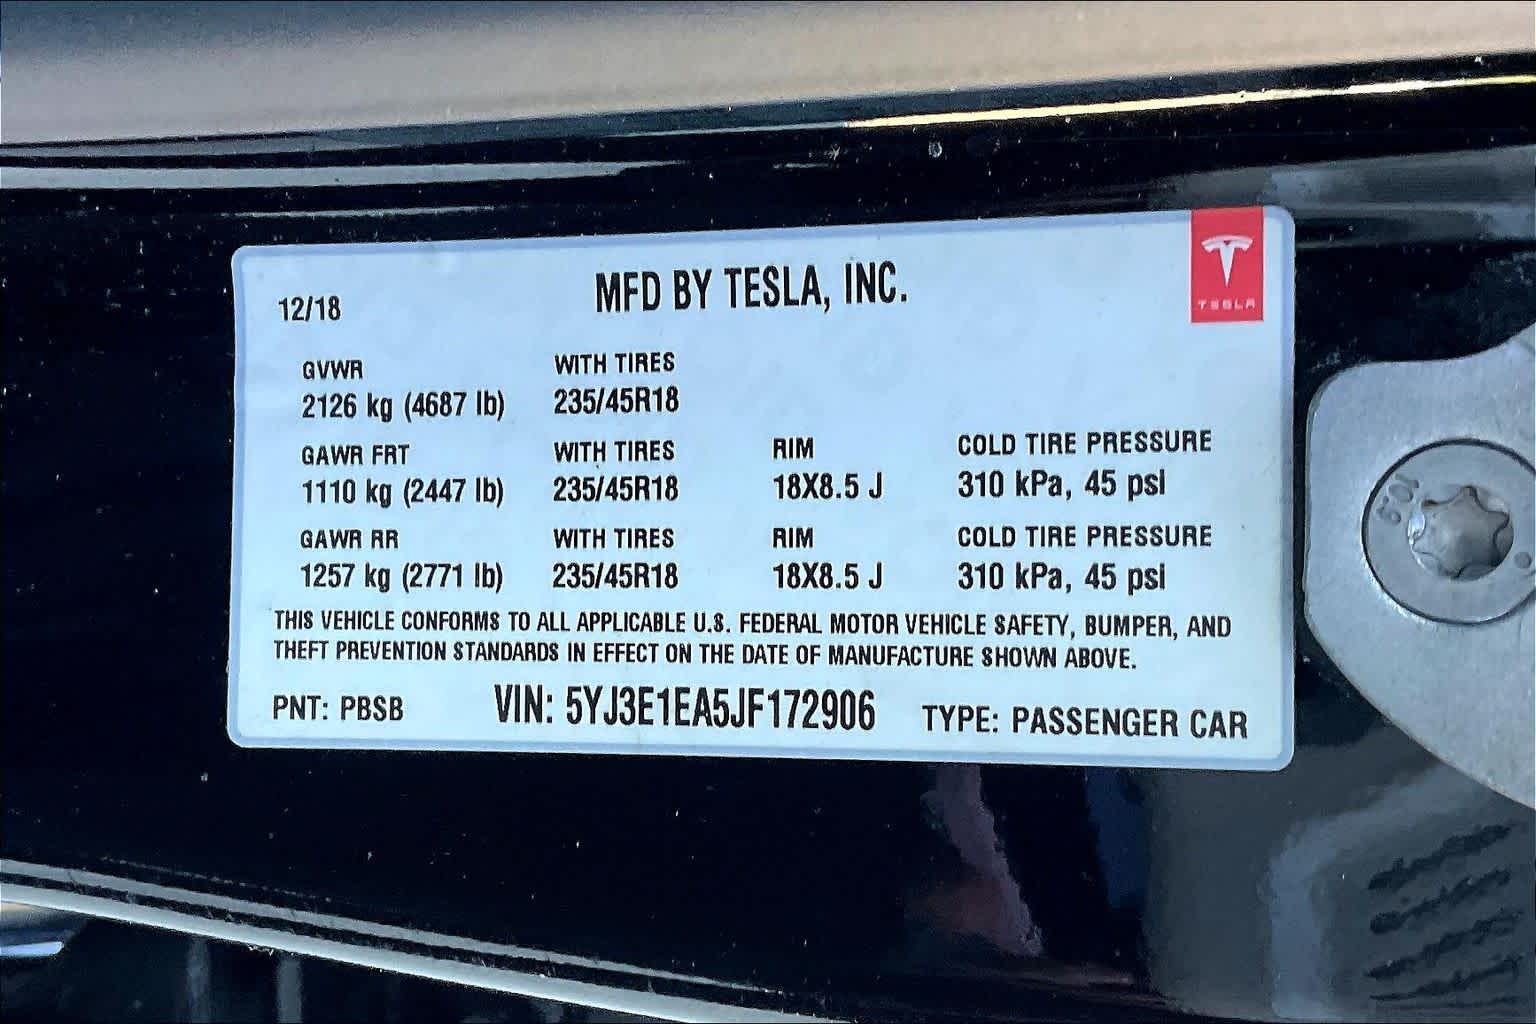 12/18
MFD BY TESLA, INC.
TESLA
GVWR WITH TIRES
2126 kg (4687 lb) 235/45R18
GAWR FRT WITH TIRES RIM COLD TIRE PRESSURE
1110 kg (2447 lb) 235/45R18 18X8.5 J 310 kPa, 45 psi
GAWR RR WITH TIRES RIM COLD TIRE PRESSURE
1257 kg (2771 lb) 235/45R18 18X8.5 J 310 kPa, 45 psi
THIS VEHICLE CONFORMS TO ALL APPLICABLE U.S. FEDERAL MOTOR VEHICLE SAFETY, BUMPER, AND
THEFT PREVENTION STANDARDS IN EFFECT ON THE DATE OF MANUFACTURE SHOWN ABOVE.
PNT: PBSB VIN: 5YJ3E1EA5JF172906 TYPE: PASSENGER CAR